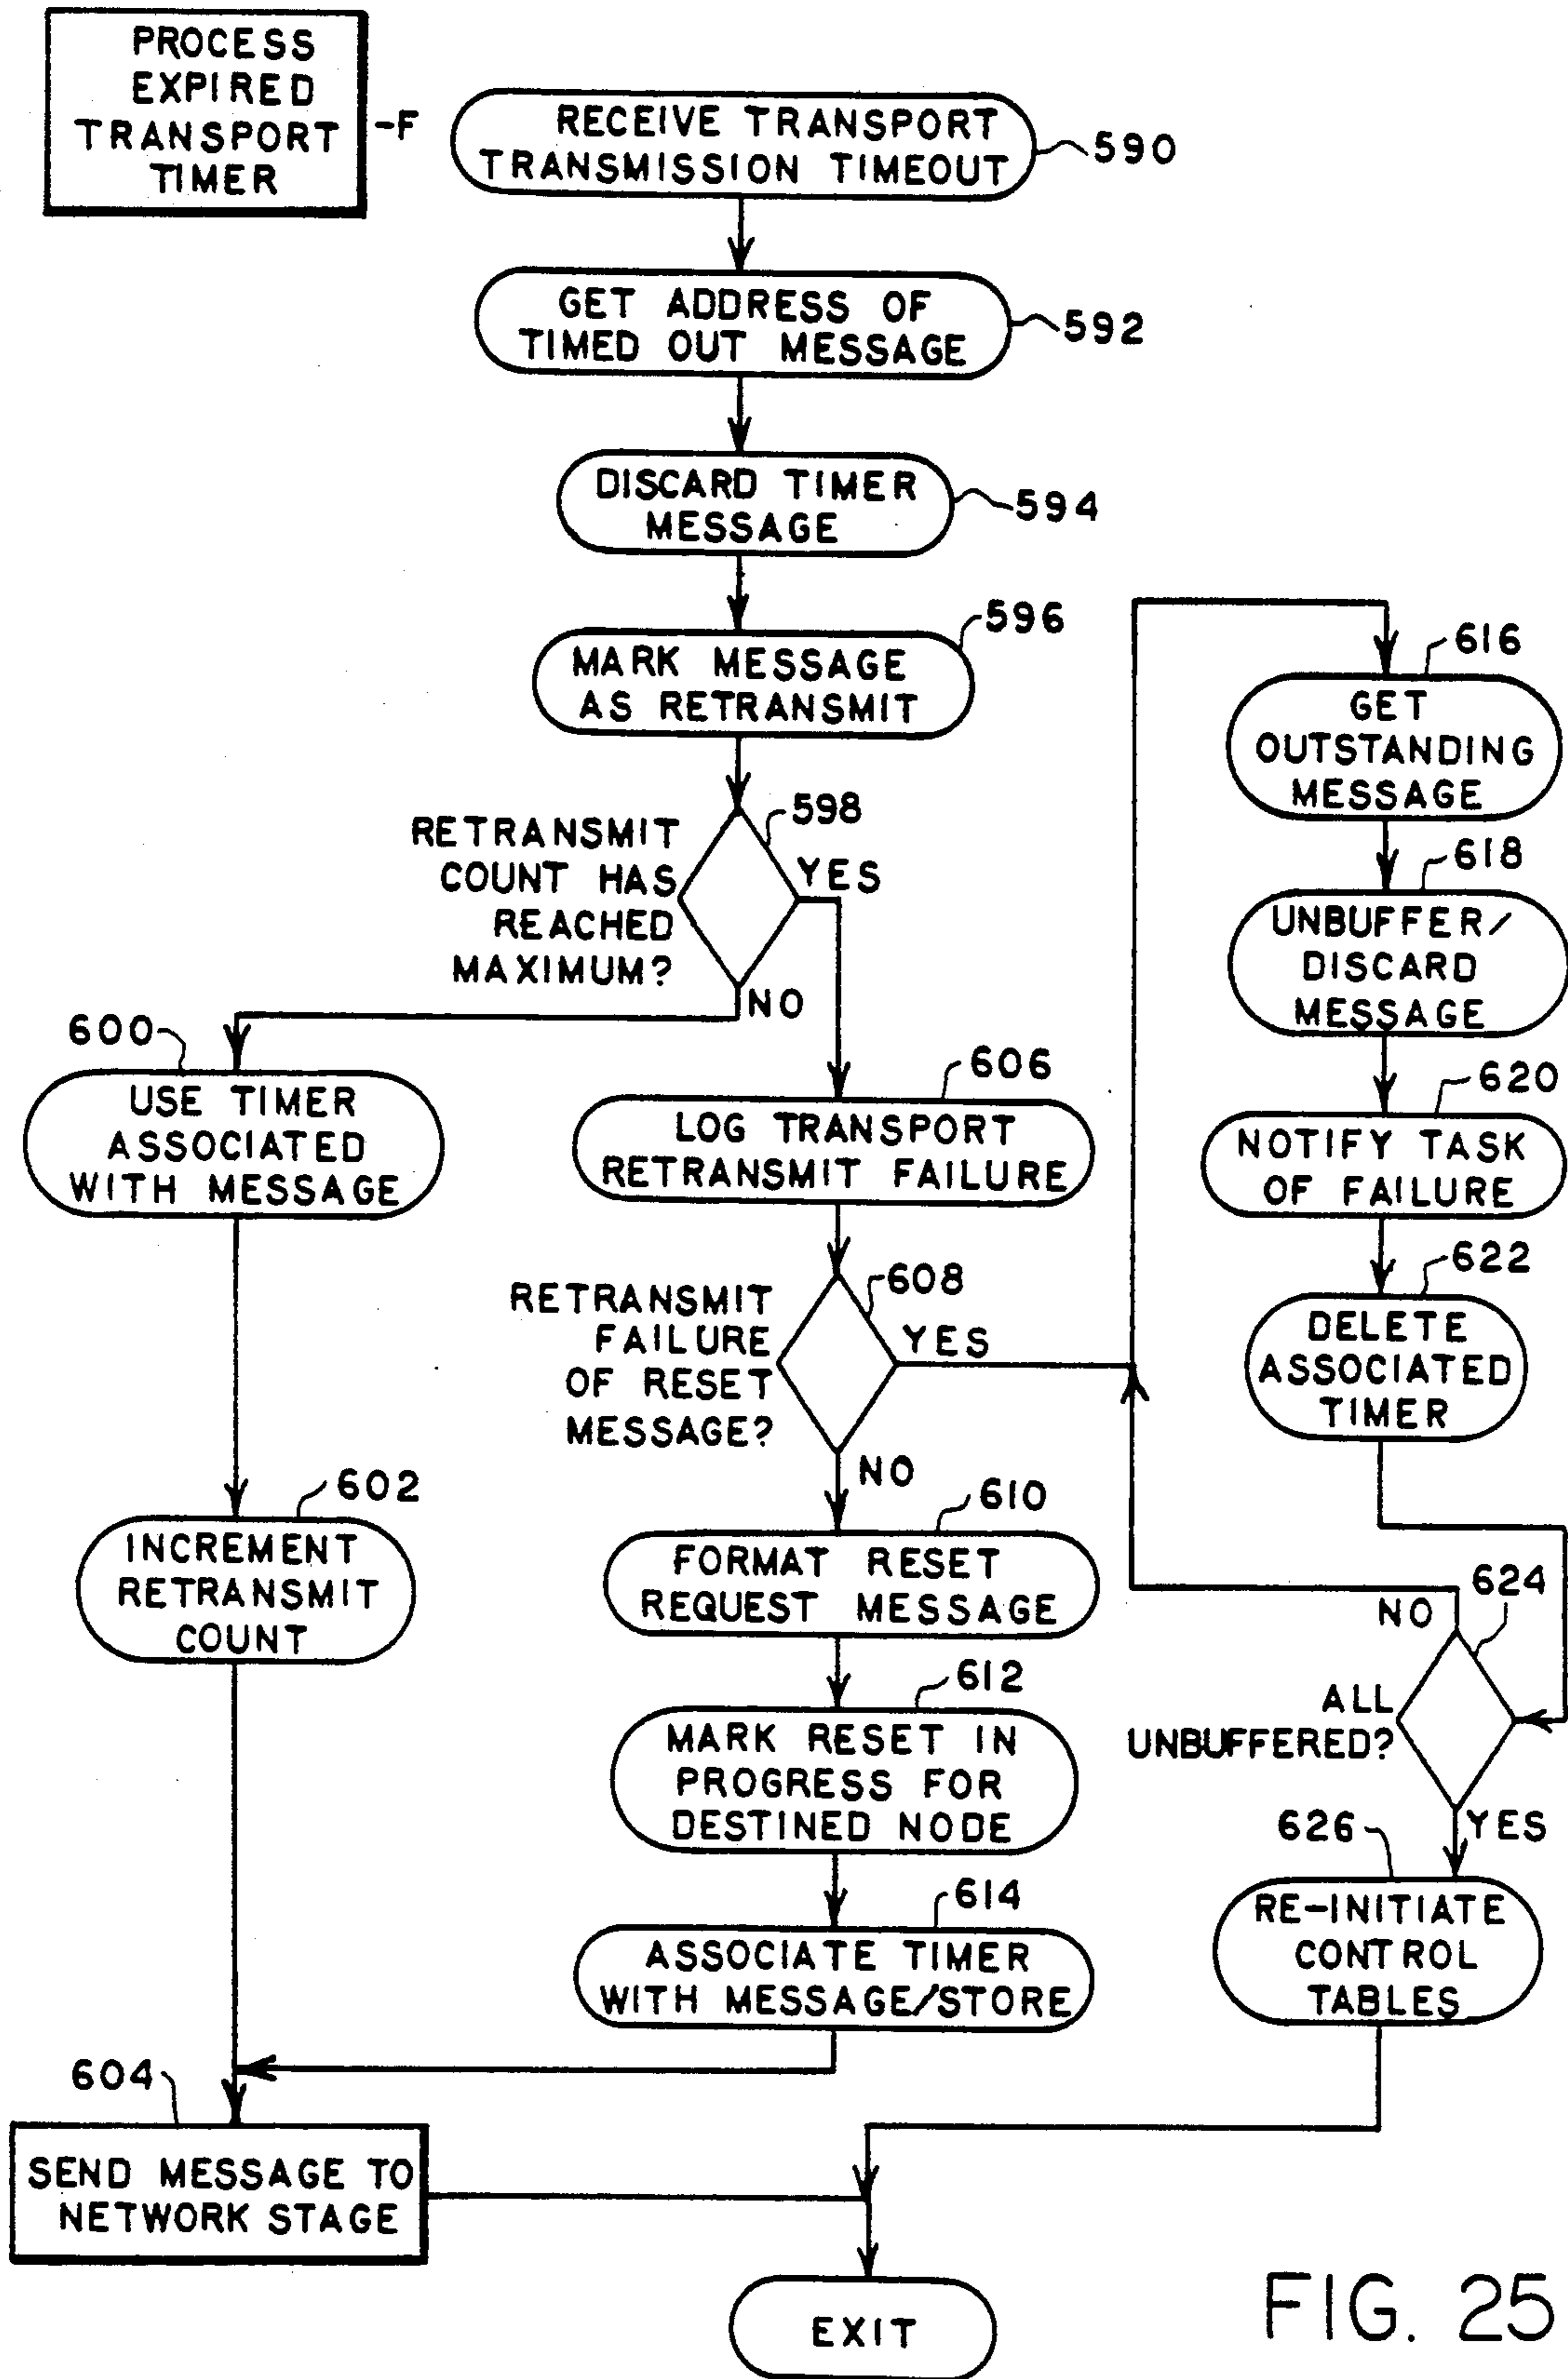 PROCESS
EXPIRED
TRANSPORT
TIMER
-F
RECEIVE TRANSPORT
TRANSMISSION TIMEOUT
590
GET ADDRESS OF
TIMED OUT MESSAGE
592
DISCARD TIMER
MESSAGE
594
596
MARK MESSAGE
AS RETRANSMIT
598
RETRANSMIT
COUNT HAS
REACHED
MAXIMUM?
YES
NO
600
USE TIMER
ASSOCIATED
WITH MESSAGE
602
INCREMENT
RETRANSMIT
COUNT
606
LOG TRANSPORT
RETRANSMIT FAILURE
608
RETRANSMIT
FAILURE
OF RESET
MESSAGE?
YES
NO
610
FORMAT RESET
REQUEST MESSAGE
612
MARK RESET IN
PROGRESS FOR
DESTINED NODE
614
ASSOCIATE TIMER
WITH MESSAGE/STORE
604
SEND MESSAGE TO
NETWORK STAGE
616
GET
OUTSTANDING
MESSAGE
618
UNBUFFER/
DISCARD
MESSAGE
620
NOTIFY TASK
OF FAILURE
622
DELETE
ASSOCIATED
TIMER
624
NO
ALL
UNBUFFERED?
YES
626
RE-INITIATE
CONTROL
TABLES
EXIT
FIG. 25